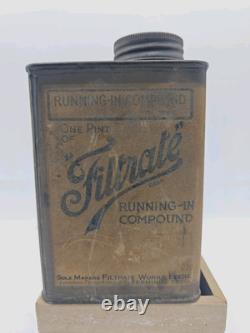 RUNNING-IN COMPOUND
ONE PINT
OF
"Filtrate"
RUNNING-IN
COMPOUND
SOLE MAKERS FILTRATE WORKS LEEDS